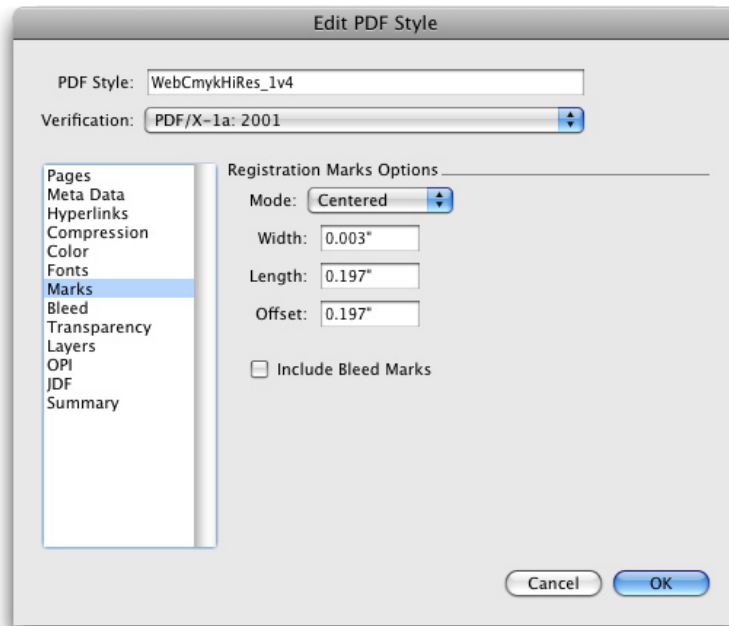 Edit PDF Style
PDF Style: WebCmykHiRes_1v4
Verification: PDF/X-1a: 2001
Pages
Meta Data
Hyperlinks
Compression
Color
Fonts
Marks
Bleed
Transparency
Layers
OPI
JDF
Summary
Registration Marks Options
Mode: Centered
Width: 0.003"
Length: 0.197"
Offset: 0.197"
Include Bleed Marks
Cancel OK